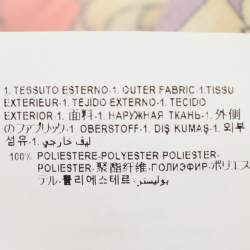 1. TESSUTO ESTERNO-1. OUTER FABRIC-1.TISSU
EXTERIEUR-1. TEJIDO EXTERNO-1. TECIDO
EXTERIOR-1. 面料-1. НАРУЖНАЯ ТКАНЬ-1. 外側
のファブリック-1. OBERSTOFF-1. DIŞ KUMAŞ-1. 외부
섬유-1. ليف خارجي
100% POLIESTERE-POLYESTER POLIESTER,
POLIESTER-聚酯纤维-ПОЛИЭФИР-ポリエス
テル-폴리에스테르-بوليستر